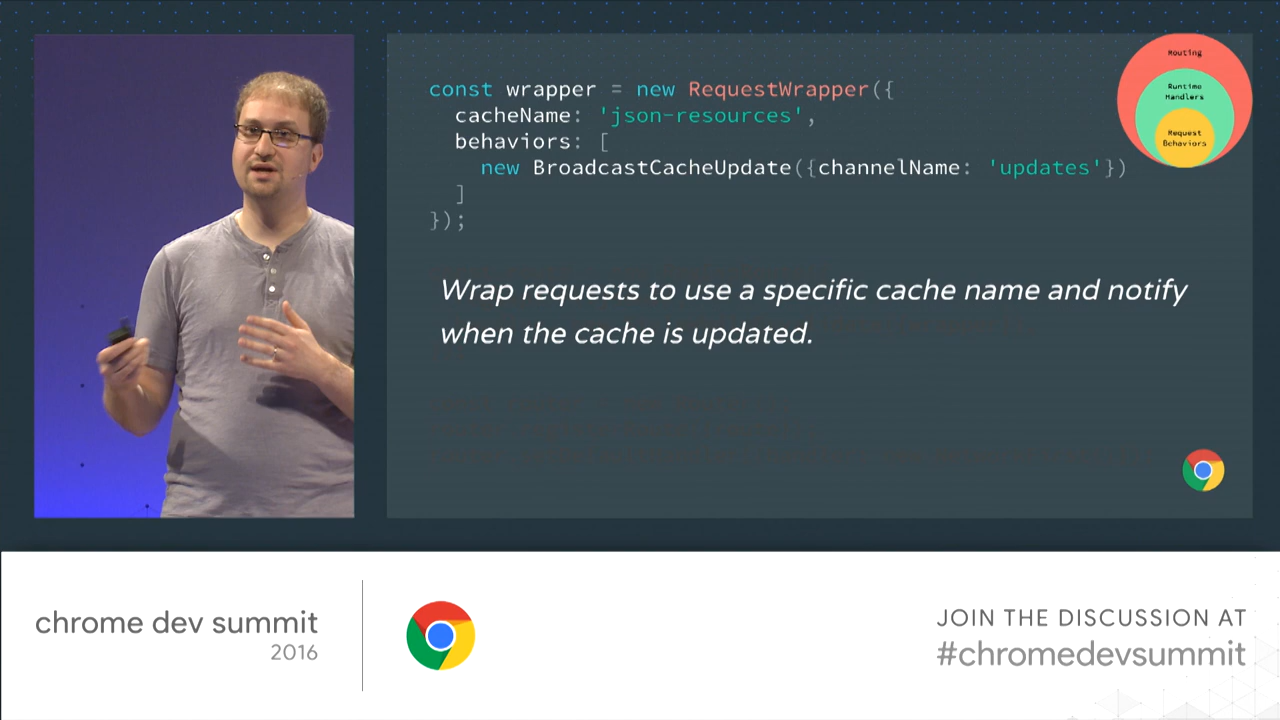 const wrapper = new RequestWrapper({
cacheName: 'json-resources',
behaviors: [
new BroadcastCacheUpdate({channelName: 'updates'})
]
});
Routing
Runtime
Handlers
Request
Behaviors
Wrap requests to use a specific cache name and notify
when the cache is updated.
chrome dev summit
2016
JOIN THE DISCUSSION AT
#chromedevsummit